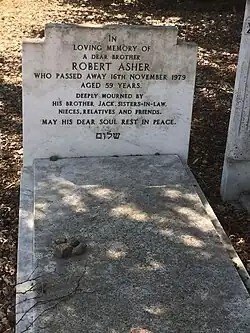 IN
LOVING MEMORY OF
A DEAR BROTHER
ROBERT ASHER
WHO PASSED AWAY 16TH NOVEMBER 1979
AGED 59 YEARS.
DEEPLY MOURNED BY
HIS BROTHER JACK, SISTERS-IN-LAW,
NIECES, RELATIVES AND FRIENDS.
MAY HIS DEAR SOUL REST IN PEACE.
שלום